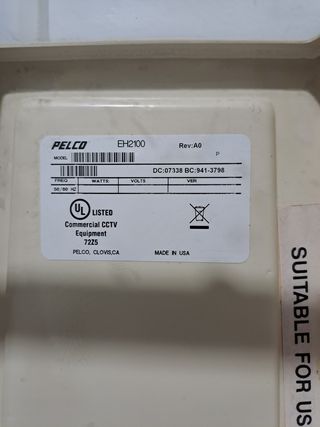 PELCO EH2100 Rev:A0
MODEL P
DC:07338 BC:941-3798
FREQ. WATTS: VOLTS VER
50/60 HZ
UL LISTED
Commercial CCTV
Equipment
72Z5
PELCO, CLOVIS,CA MADE IN USA
SUITABLE FOR US